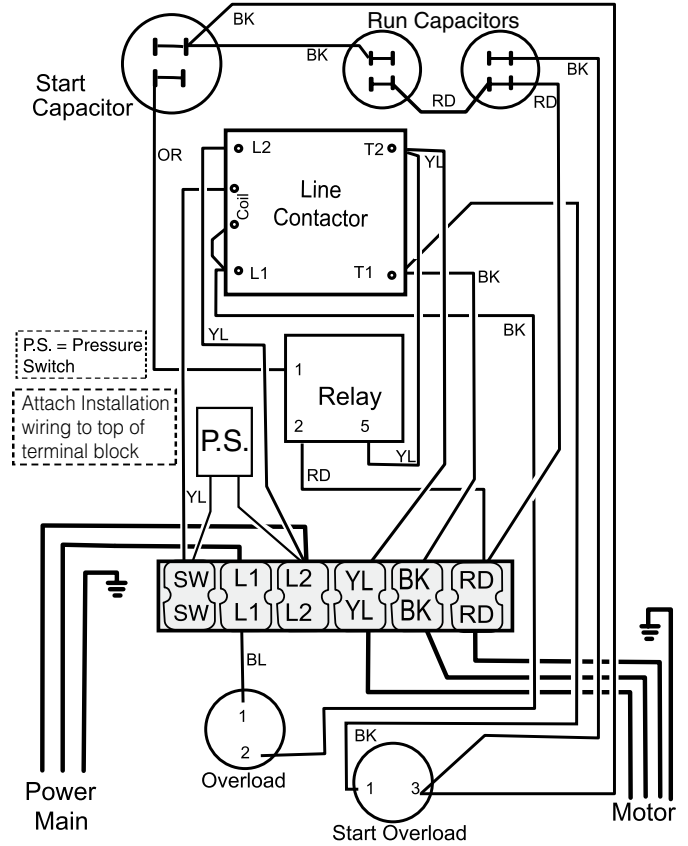 BK
Run Capacitors
BK
BK
Start
Capacitor
RD
RD
OR
L2
T2
YL
Coil
Line
Contactor
L1
T1
BK
YL
BK
P.S. = Pressure
Switch
1
Relay
Attach Installation
wiring to top of
terminal block
2
5
P.S.
YL
RD
YL
SW
L1
L2
YL
BK
RD
SW
L1
L2
YL
BK
RD
BL
1
2
BK
Overload
1
3
Power
Main
Motor
Start Overload